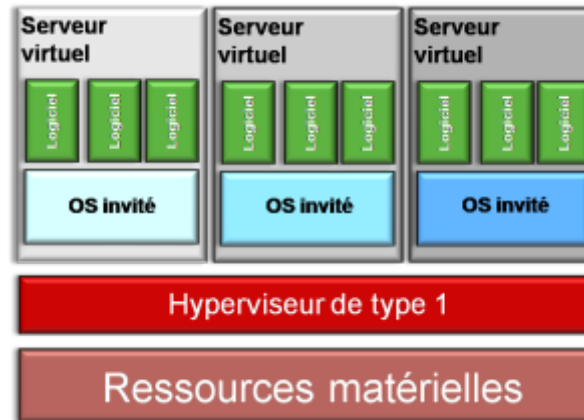 Serveur
virtuel
Logiciel
Logiciel
Logiciel
OS invité
Serveur
virtuel
Logiciel
Logiciel
Logiciel
OS invité
Serveur
virtuel
Logiciel
Logiciel
Logiciel
OS invité
Hyperviseur de type 1
Ressources matérielles